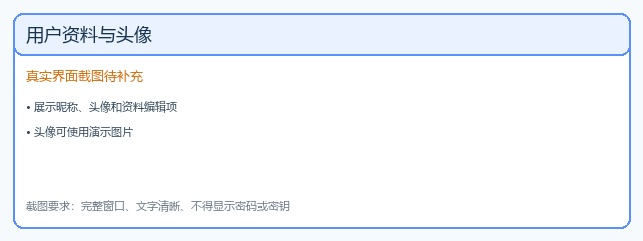 用户资料与头像
真实界面截图待补充
• 展示昵称、头像和资料编辑项
• 头像可使用演示图片
截图要求：完整窗口、文字清晰、不得显示密码或密钥